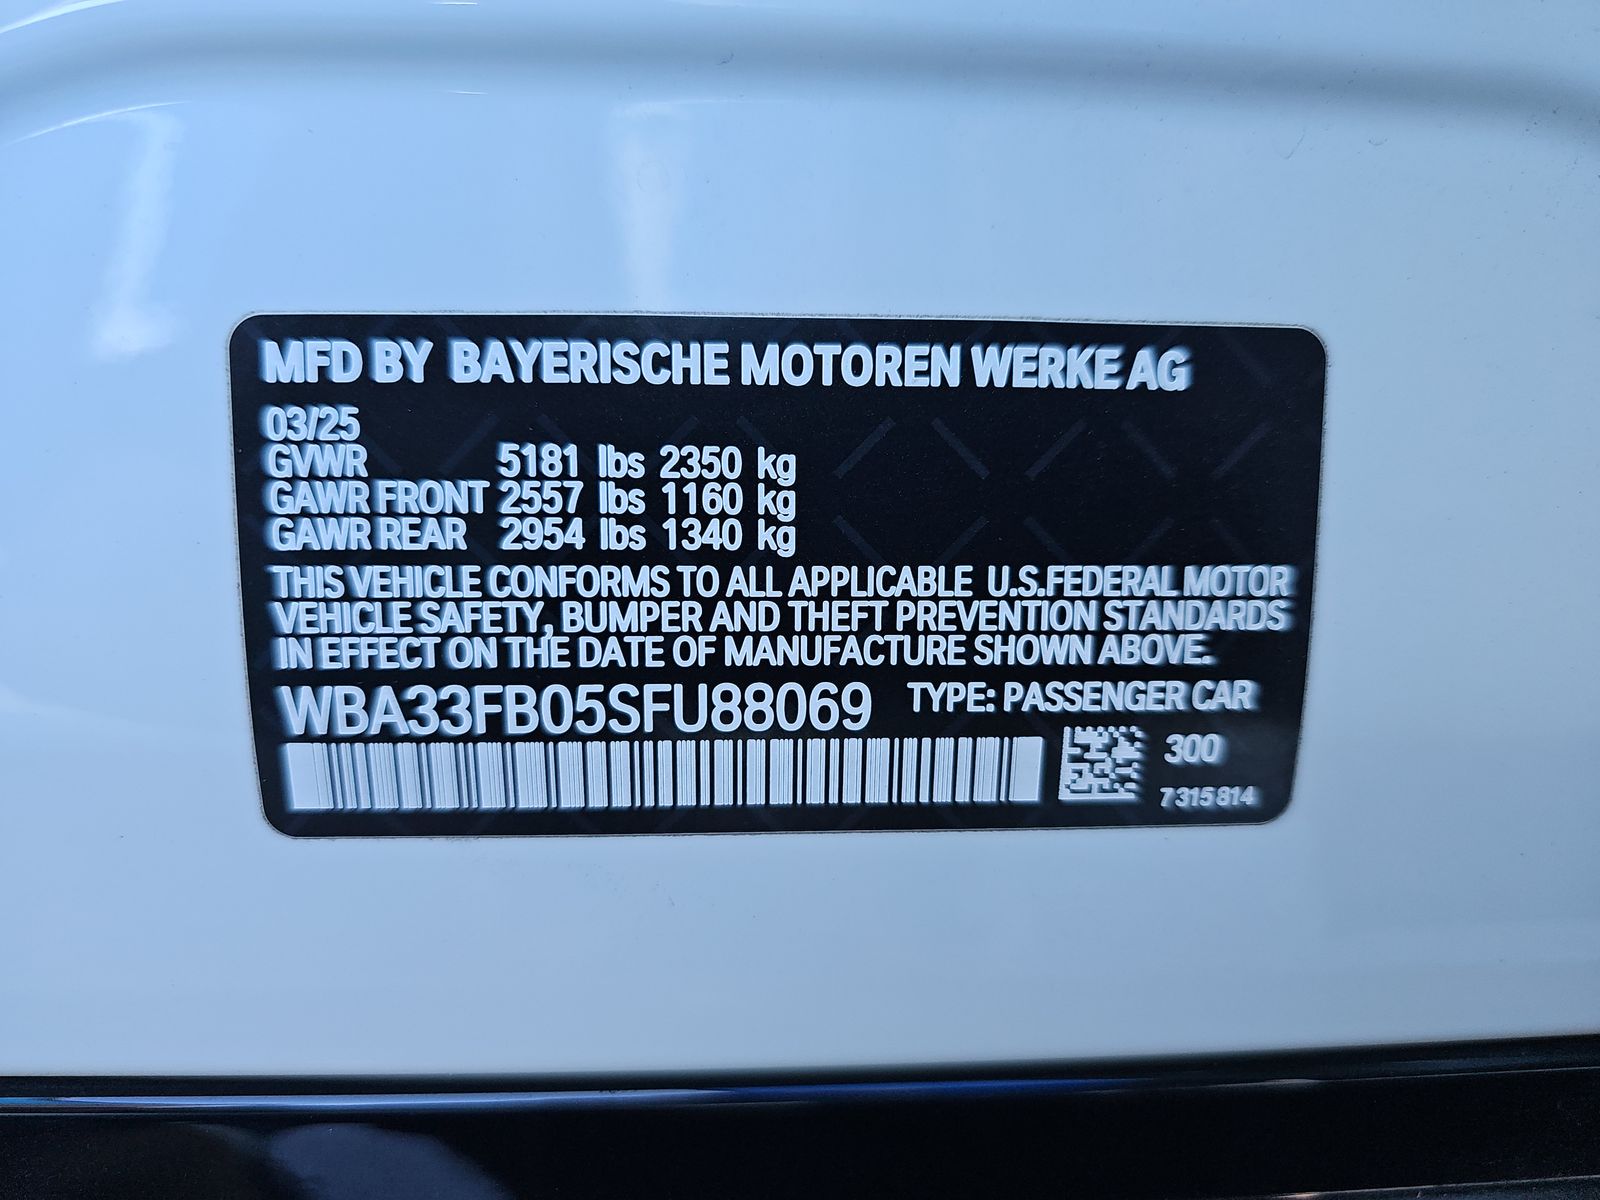 MFD BY BAYERISCHE MOTOREN WERKE AG
03/25
GVWR 5181 lbs 2350 kg
GAWR FRONT 2557 lbs 1160 kg
GAWR REAR 2954 lbs 1340 kg
THIS VEHICLE CONFORMS TO ALL APPLICABLE U.S.FEDERAL MOTOR
VEHICLE SAFETY, BUMPER AND THEFT PREVENTION STANDARDS
IN EFFECT ON THE DATE OF MANUFACTURE SHOWN ABOVE.
WBA33FB05SFU88069 TYPE: PASSENGER CAR
300
7 315 814